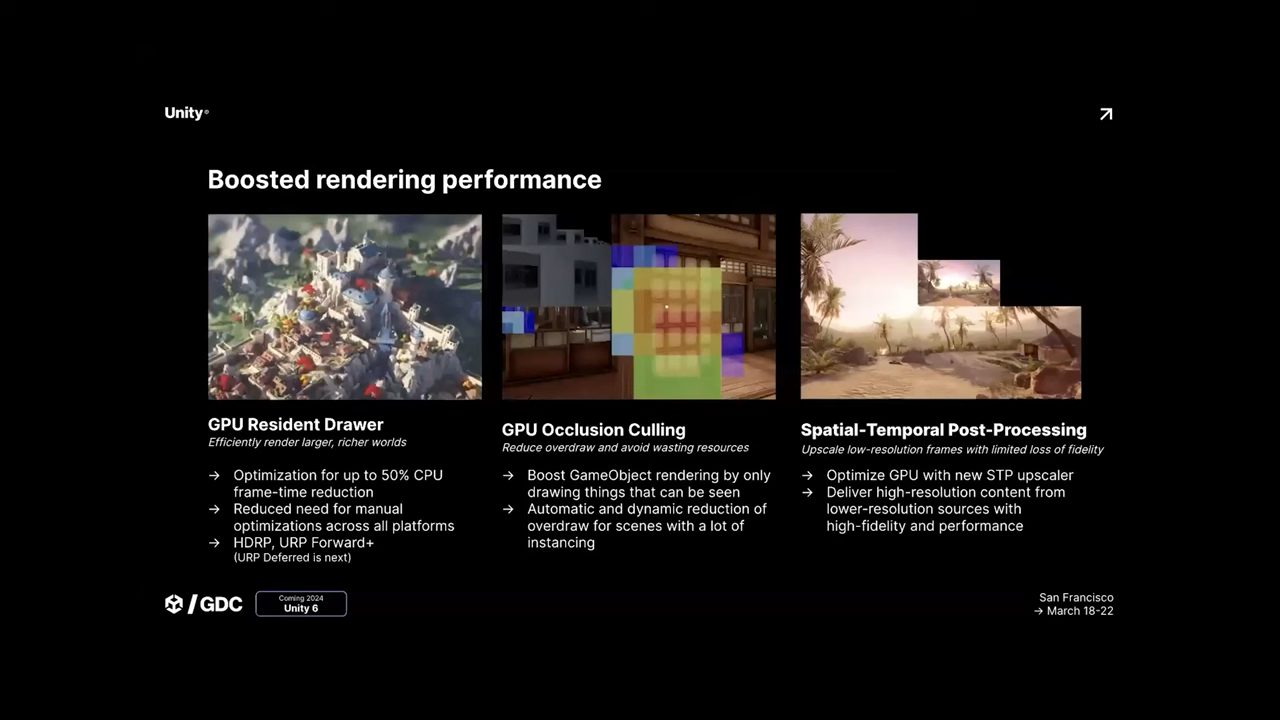 Unity®
Boosted rendering performance
GPU Resident Drawer
Efficiently render larger, richer worlds
→ Optimization for up to 50% CPU
frame-time reduction
→ Reduced need for manual
optimizations across all platforms
→ HDRP, URP Forward+
(URP Deferred is next)
GPU Occlusion Culling
Reduce overdraw and avoid wasting resources
→ Boost GameObject rendering by only
drawing things that can be seen
→ Automatic and dynamic reduction of
overdraw for scenes with a lot of
instancing
Spatial-Temporal Post-Processing
Upscale low-resolution frames with limited loss of fidelity
→ Optimize GPU with new STP upscaler
→ Deliver high-resolution content from
lower-resolution sources with
high-fidelity and performance
/GDC
Coming 2024
Unity 6
San Francisco
→ March 18-22